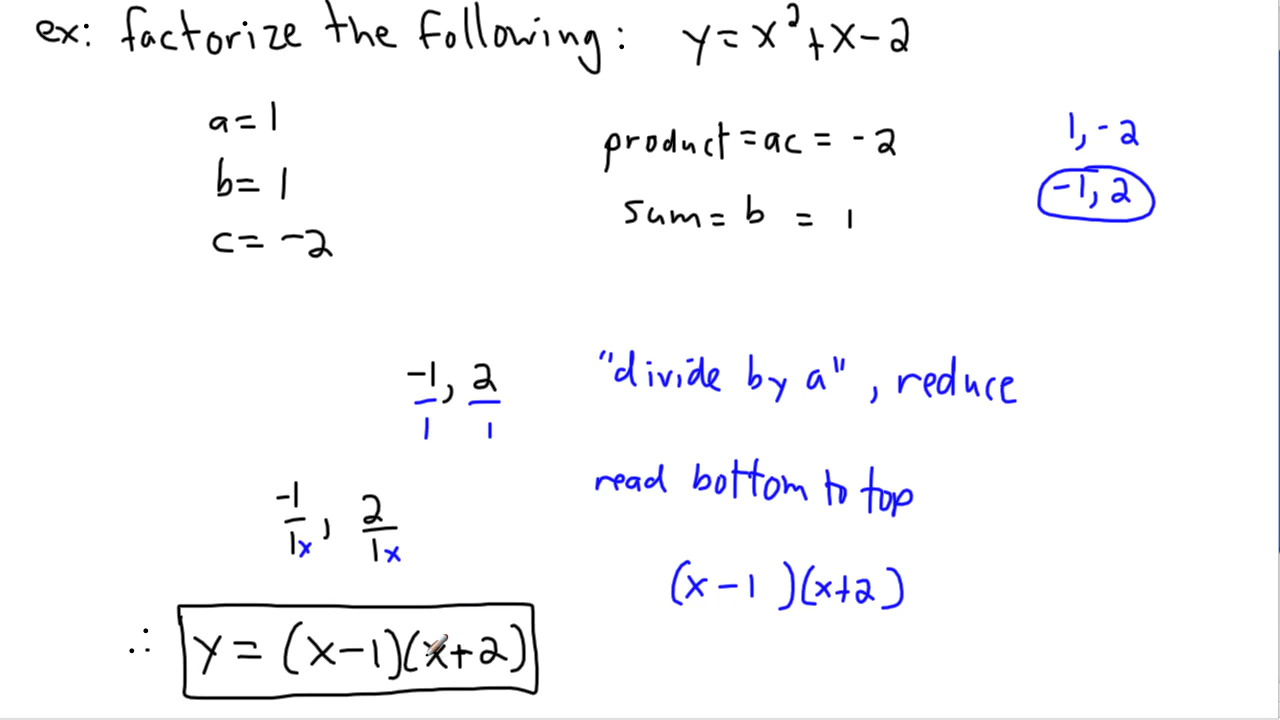 ex: factorize the following: y = x² + x - 2
a = 1
b = 1
c = -2
product = ac = -2
sum = b = 1
1, -2
-1, 2
-1/1, 2/1
"divide by a", reduce
read bottom to top
-1/1x, 2/1x
(x - 1)(x + 2)
∴ y = (x - 1)(x + 2)